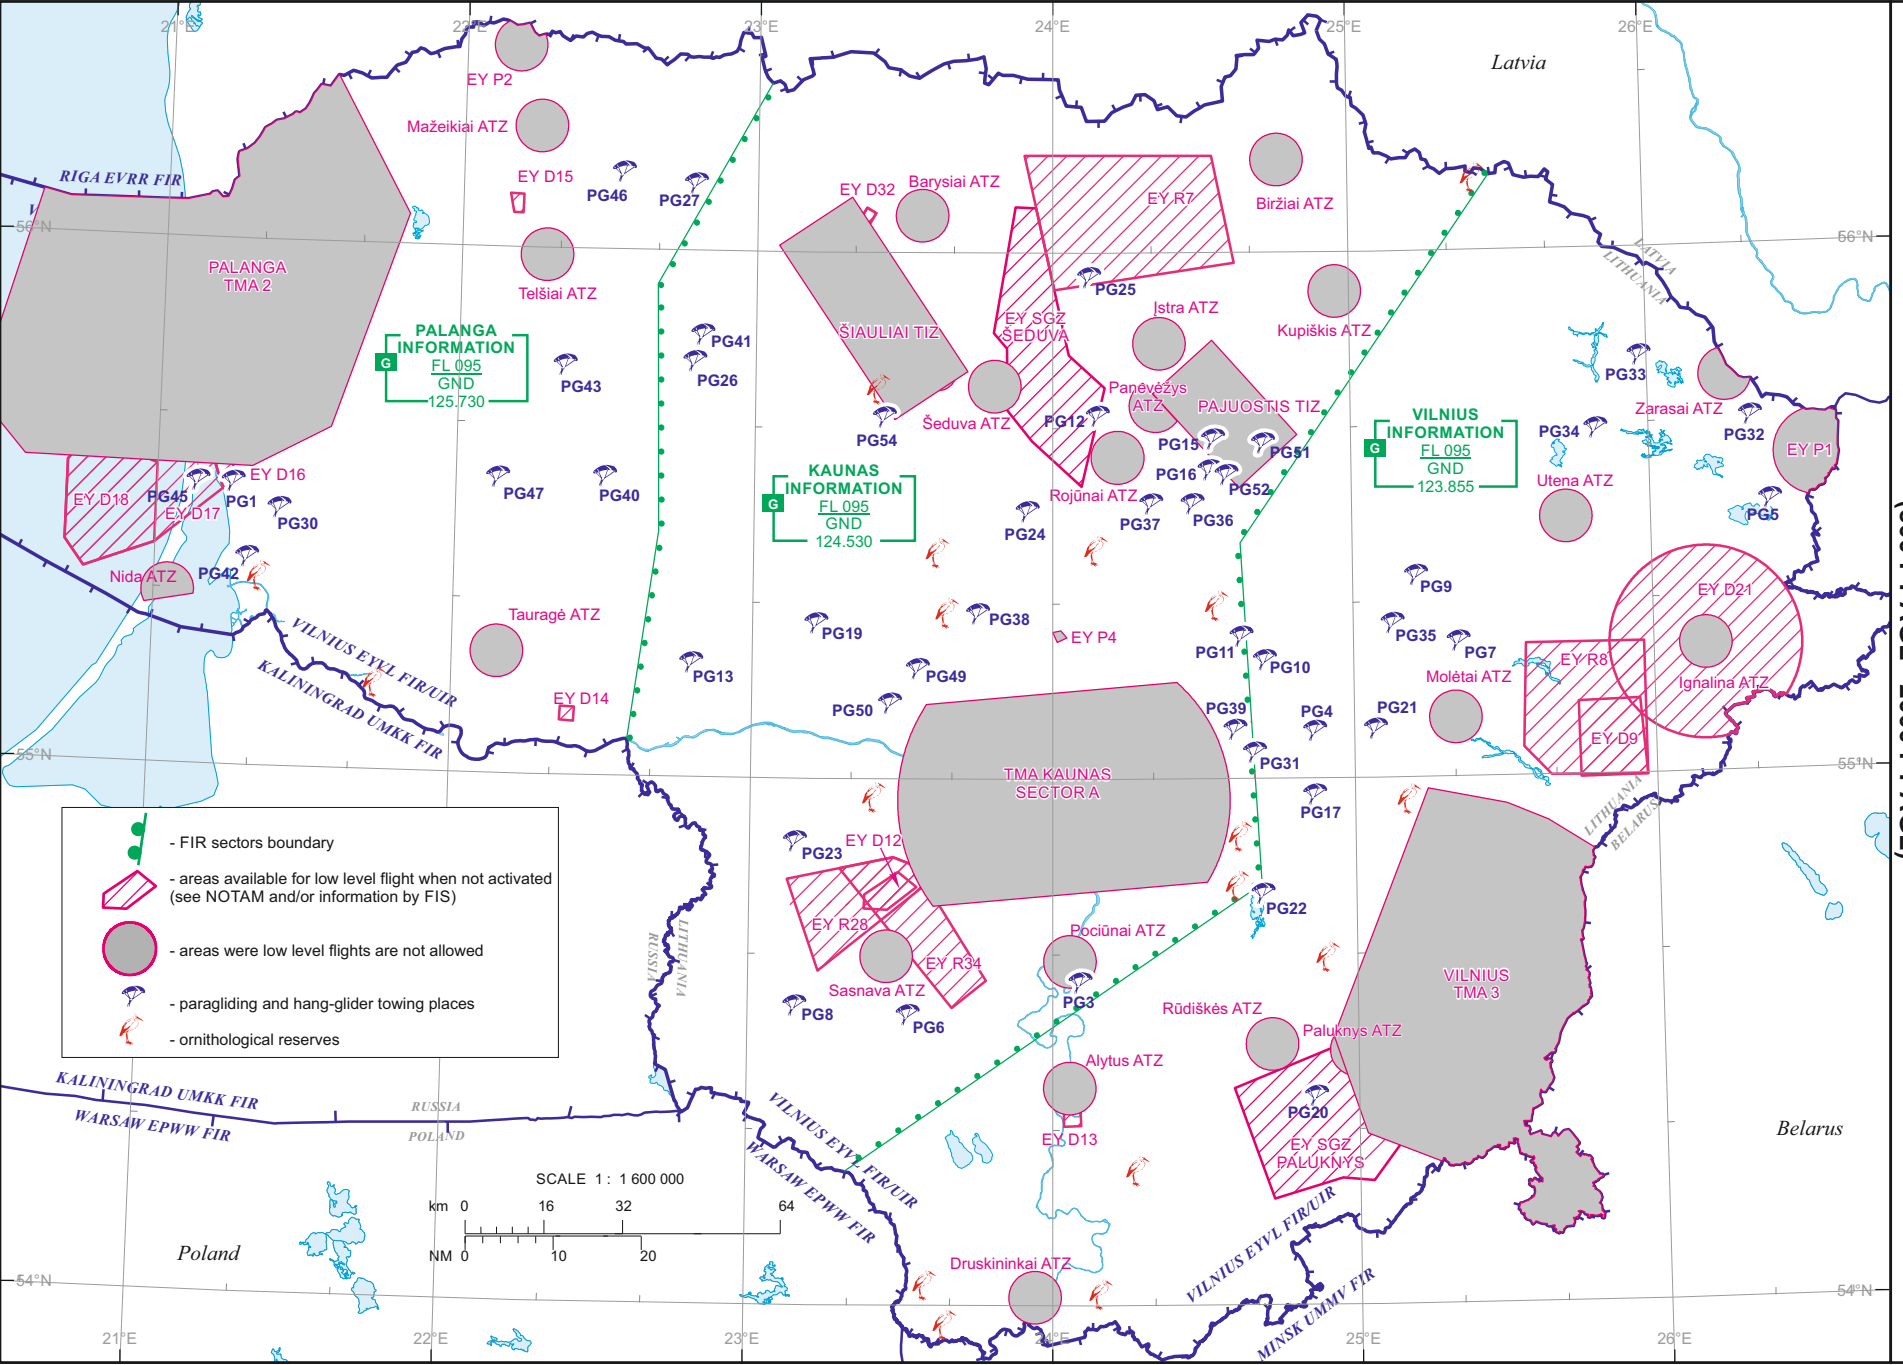 21°E
22°E
23°E
24°E
25°E
26°E
Latvia
EY P2
Mažeikiai ATZ
EY D15
PG46
PG27
EY D32
Barysiai ATZ
EY R7
Biržiai ATZ
RIGA EVRR FIR
56°N
56°N
PALANGA
TMA 2
Telšiai ATZ
LATVIA
LITHUANIA
PG25
Istra ATZ
EY SGZ
ŠEDUVA
ŠIAULIAI TIZ
Kupiškis ATZ
PALANGA
INFORMATION
G
FL 095
GND
125.730
PG41
PG26
PG43
PG33
Panevėžys
ATZ
PAJUOSTIS TIZ
Zarasai ATZ
PG32
PG54
Šeduva ATZ
PG12
PG15
PG51
VILNIUS
INFORMATION
G
FL 095
GND
123.855
PG34
EY P1
KAUNAS
INFORMATION
G
FL 095
GND
124.530
EY D16
EY D18
PG45
PG1
EY D17
PG30
PG47
PG40
PG16
PG52
Rojūnai ATZ
Utena ATZ
PG5
PG24
PG37
PG36
Nida ATZ
PG42
PG9
EY D21
Tauragė ATZ
PG19
PG38
EY P4
PG35
PG7
VILNIUS EYVL FIR/UIR
KALININGRAD UMKK FIR
PG13
PG49
PG11
PG10
EY R8
Molėtai ATZ
Ignalina ATZ
EY D14
PG50
PG39
PG4
PG21
EY D9
55°N
55°N
TMA KAUNAS
SECTOR A
PG31
PG17
LITHUANIA
BELARUS
- FIR sectors boundary
- areas available for low level flight when not activated
(see NOTAM and/or information by FIS)
- areas were low level flights are not allowed
- paragliding and hang-glider towing places
- ornithological reserves
PG23
EY D12
EY R28
PG22
Pociūnai ATZ
RUSSIA
LITHUANIA
EY R34
Sasnava ATZ
VILNIUS
TMA 3
PG3
PG8
PG6
Rūdiškės ATZ
Paluknys ATZ
Alytus ATZ
KALININGRAD UMKK FIR
WARSAW EPWW FIR
RUSSIA
POLAND
VILNIUS EYVL FIR/UIR
WARSAW EPWW FIR
PG20
EY D13
EY SGZ
PALUKNYS
Belarus
SCALE 1 : 1 600 000
km 0 16 32 64
NM 0 10 20
Poland
Druskininkai ATZ
VILNIUS EYVL FIR/UIR
MINSK UMMV FIR
54°N
54°N
21°E
22°E
23°E
24°E
25°E
26°E